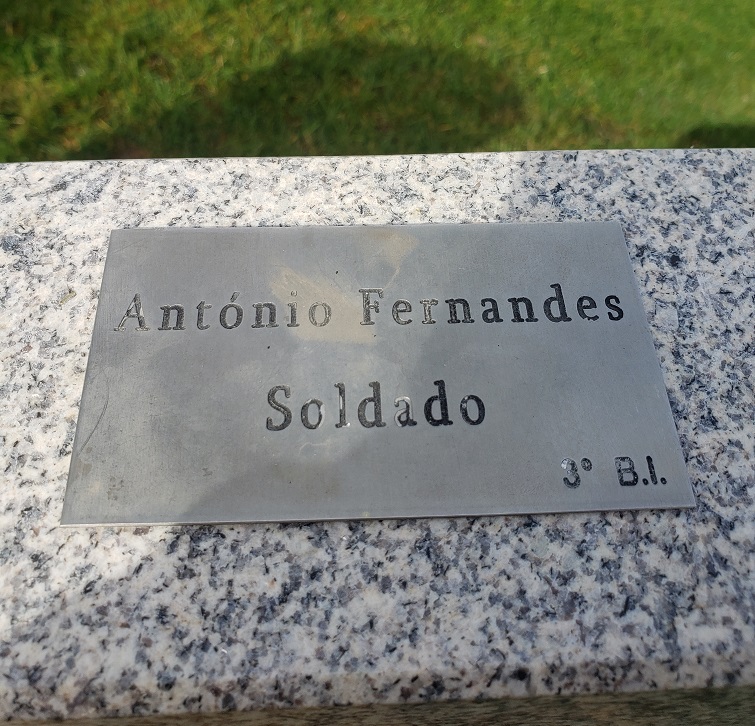 António Fernandes
Soldado
3º B.I.